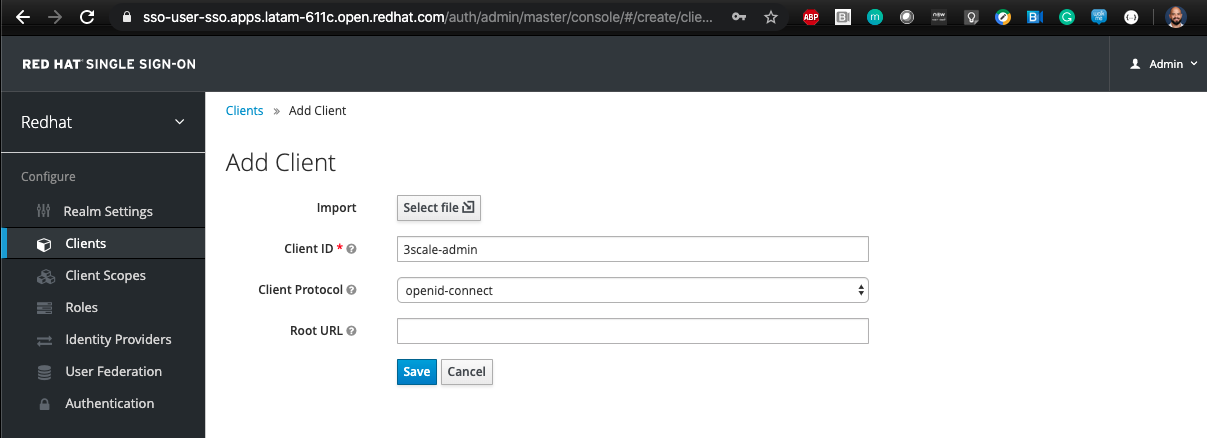 sso-user-sso.apps.latam-611c.open.redhat.com/auth/admin/master/console/#/create/clie...
ABP
B
m
new
B
G
RED HAT SINGLE SIGN-ON
Admin
Redhat
Clients » Add Client
Add Client
Configure
Import Select file
Realm Settings
Clients
Client ID * 3scale-admin
Client Scopes
Client Protocol openid-connect
Roles
Root URL
Identity Providers
User Federation
Save Cancel
Authentication